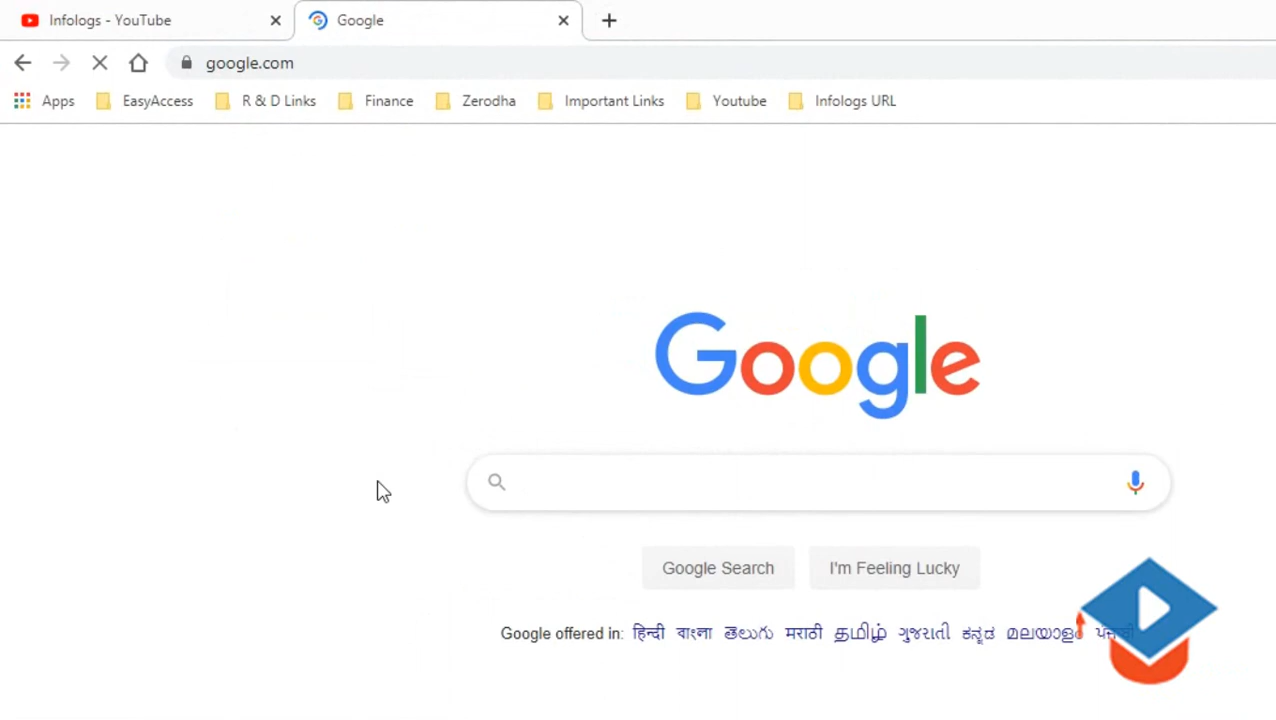 Infologs - YouTube Google
google.com
Apps EasyAccess R & D Links Finance Zerodha Important Links Youtube Infologs URL
Google
Google Search I'm Feeling Lucky
Google offered in: हिन्दी বাংলা తెలుగు मराठी தமிழ் ગુજરાતી ಕನ್ನಡ മലയാളം